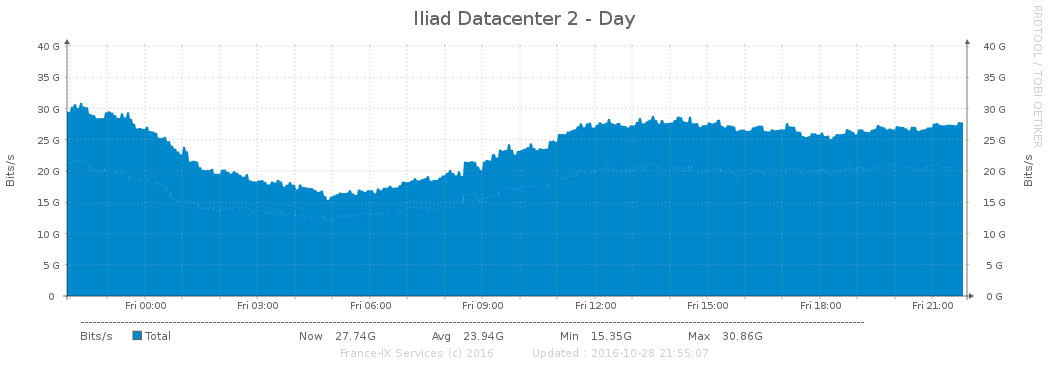 Iliad Datacenter 2 - Day
RRDTOOL / TOBI OETIKER
40 G 40 G
35 G 35 G
30 G 30 G
25 G 25 G
20 G 20 G
15 G 15 G
10 G 10 G
5 G 5 G
0 0 G
Bits/s
Bits/s
Fri 00:00 Fri 03:00 Fri 06:00 Fri 09:00 Fri 12:00 Fri 15:00 Fri 18:00 Fri 21:00
Bits/s Total Now 27.74G Avg 23.94G Min 15.35G Max 30.86G
France-IX Services (c) 2016 Updated : 2016-10-28 21:55:07